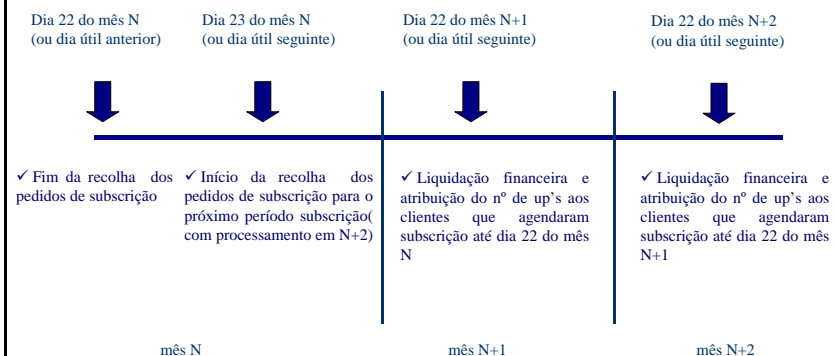 Dia 22 do mês N
(ou dia útil anterior)
Dia 23 do mês N
(ou dia útil seguinte)
Dia 22 do mês N+1
(ou dia útil seguinte)
Dia 22 do mês N+2
(ou dia útil seguinte)
✓ Fim da recolha dos
pedidos de subscrição
✓ Início da recolha dos
pedidos de subscrição para o
próximo período subscrição(
com processamento em N+2)
✓ Liquidação financeira e
atribuição do nº de up’s aos
clientes que agendaram
subscrição até dia 22 do mês
N
✓ Liquidação financeira e
atribuição do nº de up’s aos
clientes que agendaram
subscrição até dia 22 do mês
N+1
mês N
mês N+1
mês N+2